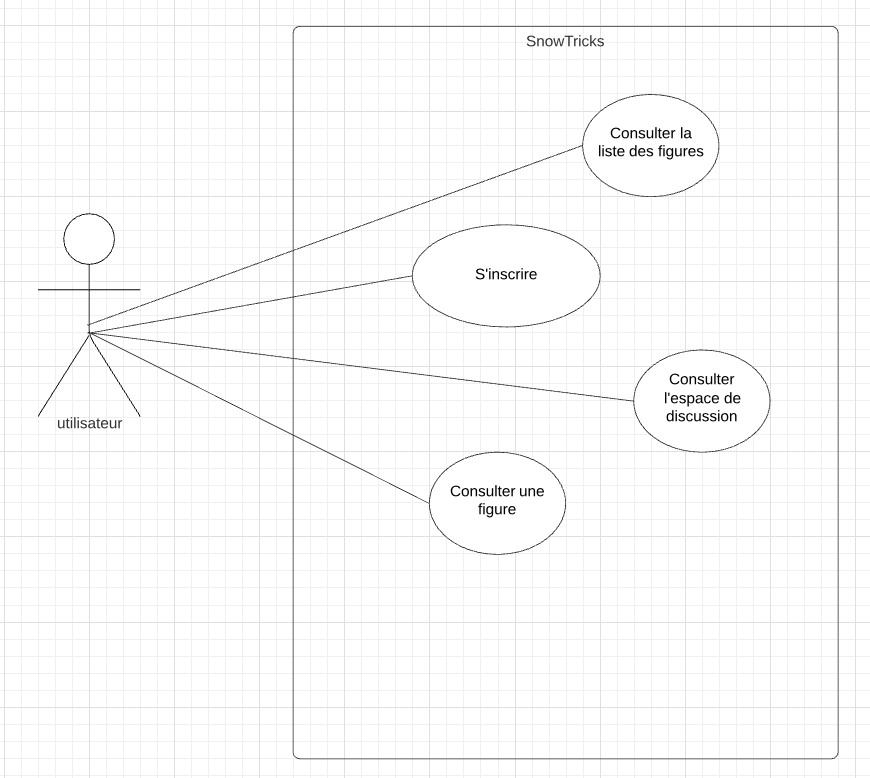 SnowTricks
Consulter la
liste des figures
S'inscrire
Consulter
l'espace de
discussion
utilisateur
Consulter une
figure